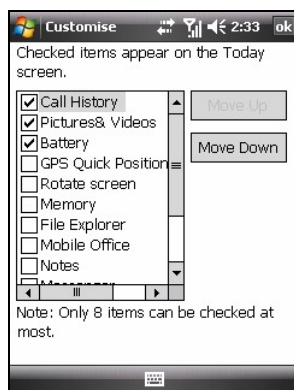 Customise 2:33 ok
Checked items appear on the Today
screen.
Call History
Pictures& Videos
Battery
GPS Quick Position
Rotate screen
Memory
File Explorer
Mobile Office
Notes
Move Up
Move Down
Note: Only 8 items can be checked at
most.